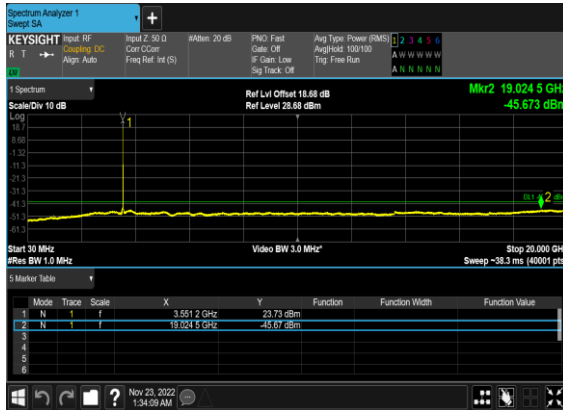 Spectrum Analyzer 1
Swept SA
+
KEYSIGHT
R T
LU
Input: RF
Coupling: DC
Align: Auto
Input Z: 50 Ω
Corr CCorr
Freq Ref: Int (S)
#Atten: 20 dB
PNO: Fast
Gate: Off
IF Gain: Low
Sig Track: Off
Avg Type: Power (RMS)
Avg|Hold: 100/100
Trig: Free Run
1 2 3 4 5 6
A W W W W W
A N N N N N
1 Spectrum
Scale/Div 10 dB
Ref Lvl Offset 18.68 dB
Ref Level 28.68 dBm
Mkr2 19.024 5 GHz
-45.673 dBm
Log
18.7
8.68
-1.32
-11.3
-21.3
-31.3
-41.3
-51.3
-61.3
1
DL1
2
Start 30 MHz
#Res BW 1.0 MHz
Video BW 3.0 MHz*
Stop 20.000 GH
Sweep ~38.3 ms (40001 pts
5 Marker Table
Mode Trace Scale X Y Function Function Width Function Value
1 N 1 f 3.551 2 GHz 23.73 dBm
2 N 1 f 19.024 5 GHz -45.67 dBm
3
4
5
6
?
Nov 23, 2022
1:34:09 AM